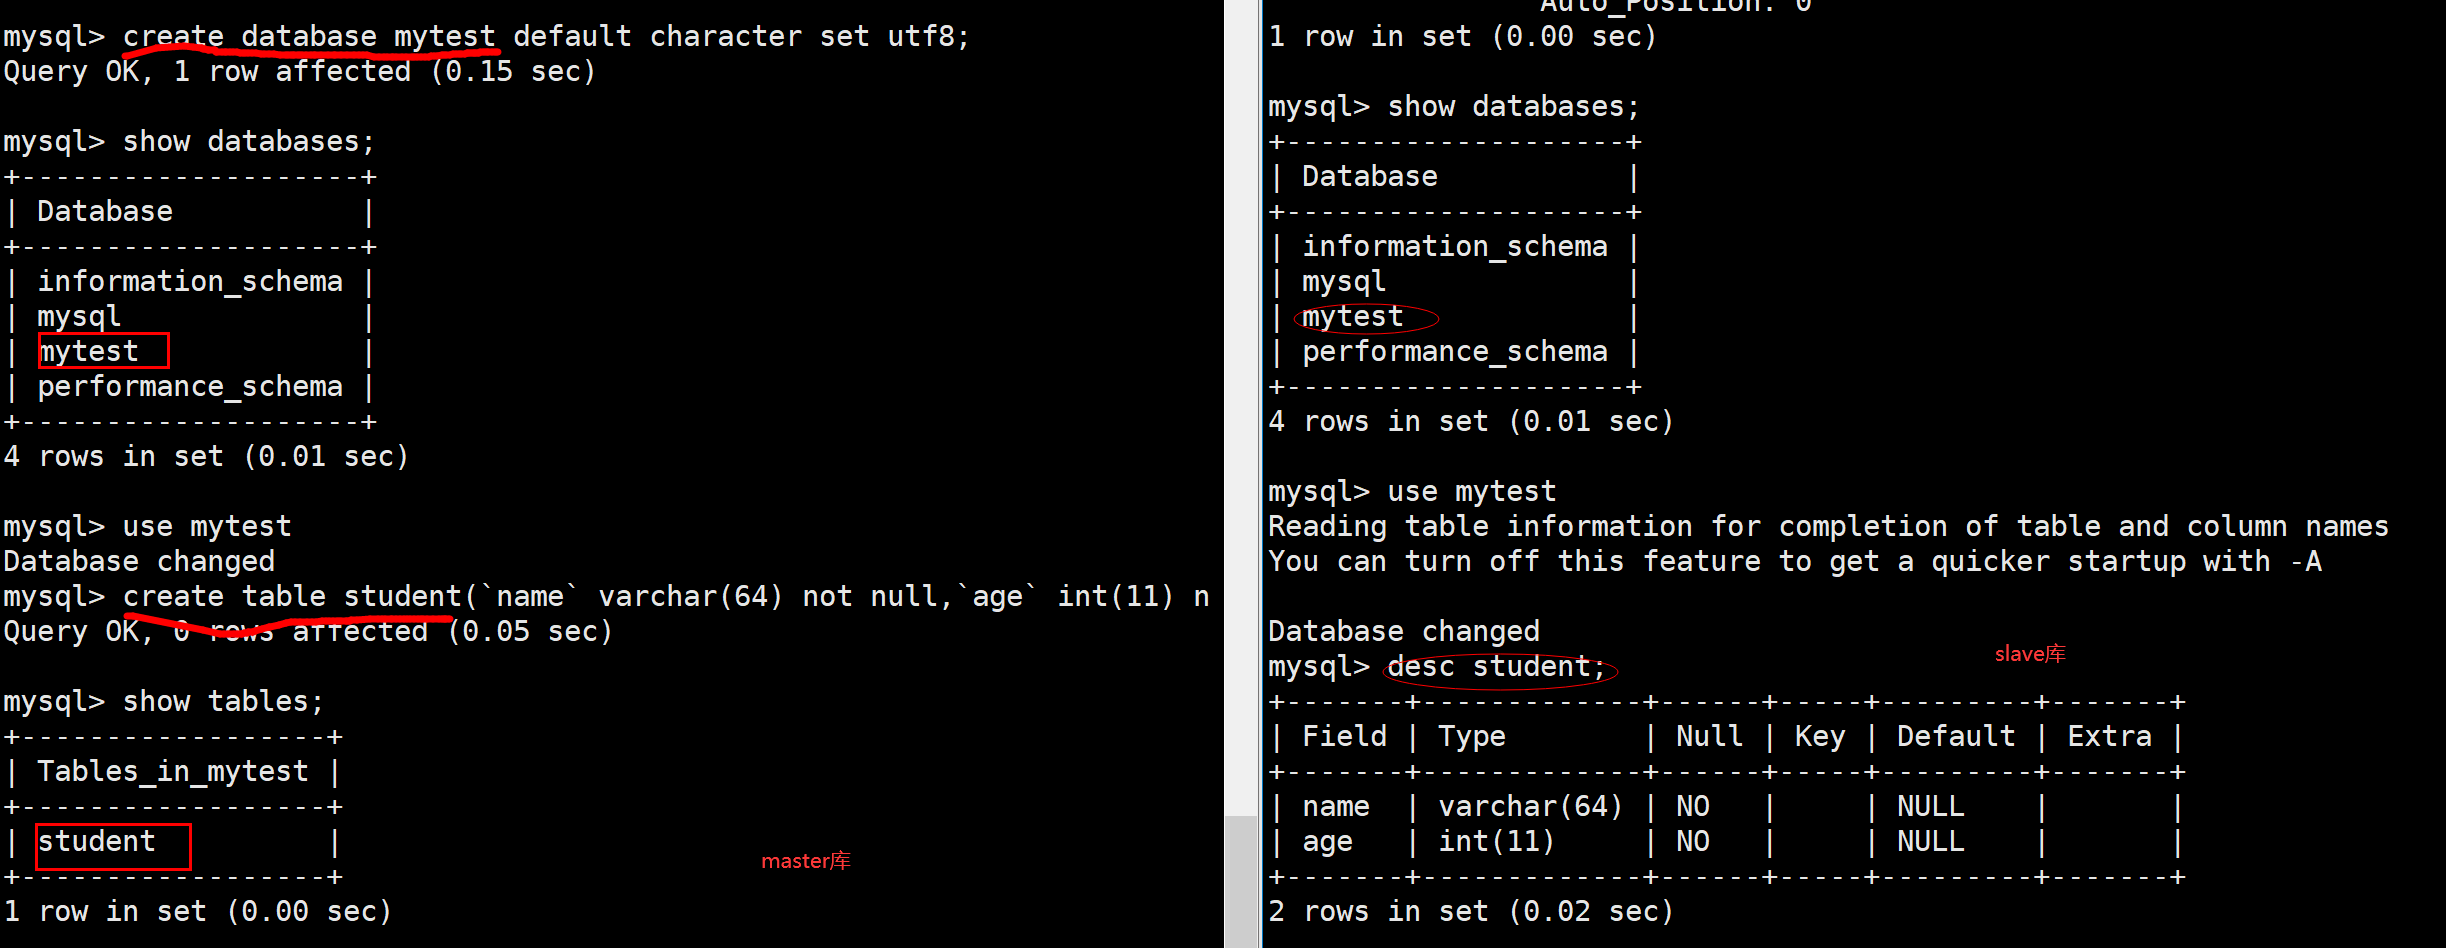 mysql> create database mytest default character set utf8;
Query OK, 1 row affected (0.15 sec)
mysql> show databases;
+--------------------+
| Database           |
+--------------------+
| information_schema |
| mysql              |
| mytest             |
| performance_schema |
+--------------------+
4 rows in set (0.01 sec)
mysql> use mytest
Database changed
mysql> create table student(`name` varchar(64) not null,`age` int(11) n
Query OK, 0 rows affected (0.05 sec)
mysql> show tables;
+------------------+
| Tables_in_mytest |
+------------------+
| student          |
+------------------+
1 row in set (0.00 sec)
master库
Auto_Position: 0
1 row in set (0.00 sec)
mysql> show databases;
+--------------------+
| Database           |
+--------------------+
| information_schema |
| mysql              |
| mytest             |
| performance_schema |
+--------------------+
4 rows in set (0.01 sec)
mysql> use mytest
Reading table information for completion of table and column names
You can turn off this feature to get a quicker startup with -A
Database changed
slave库
mysql> desc student;
+-------+-------------+------+-----+---------+-------+
| Field | Type        | Null | Key | Default | Extra |
+-------+-------------+------+-----+---------+-------+
| name  | varchar(64) | NO   |     | NULL    |       |
| age   | int(11)     | NO   |     | NULL    |       |
+-------+-------------+------+-----+---------+-------+
2 rows in set (0.02 sec)